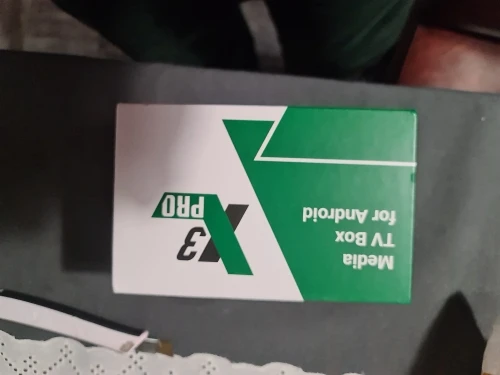 X3
PRO
Media
TV Box
for Android